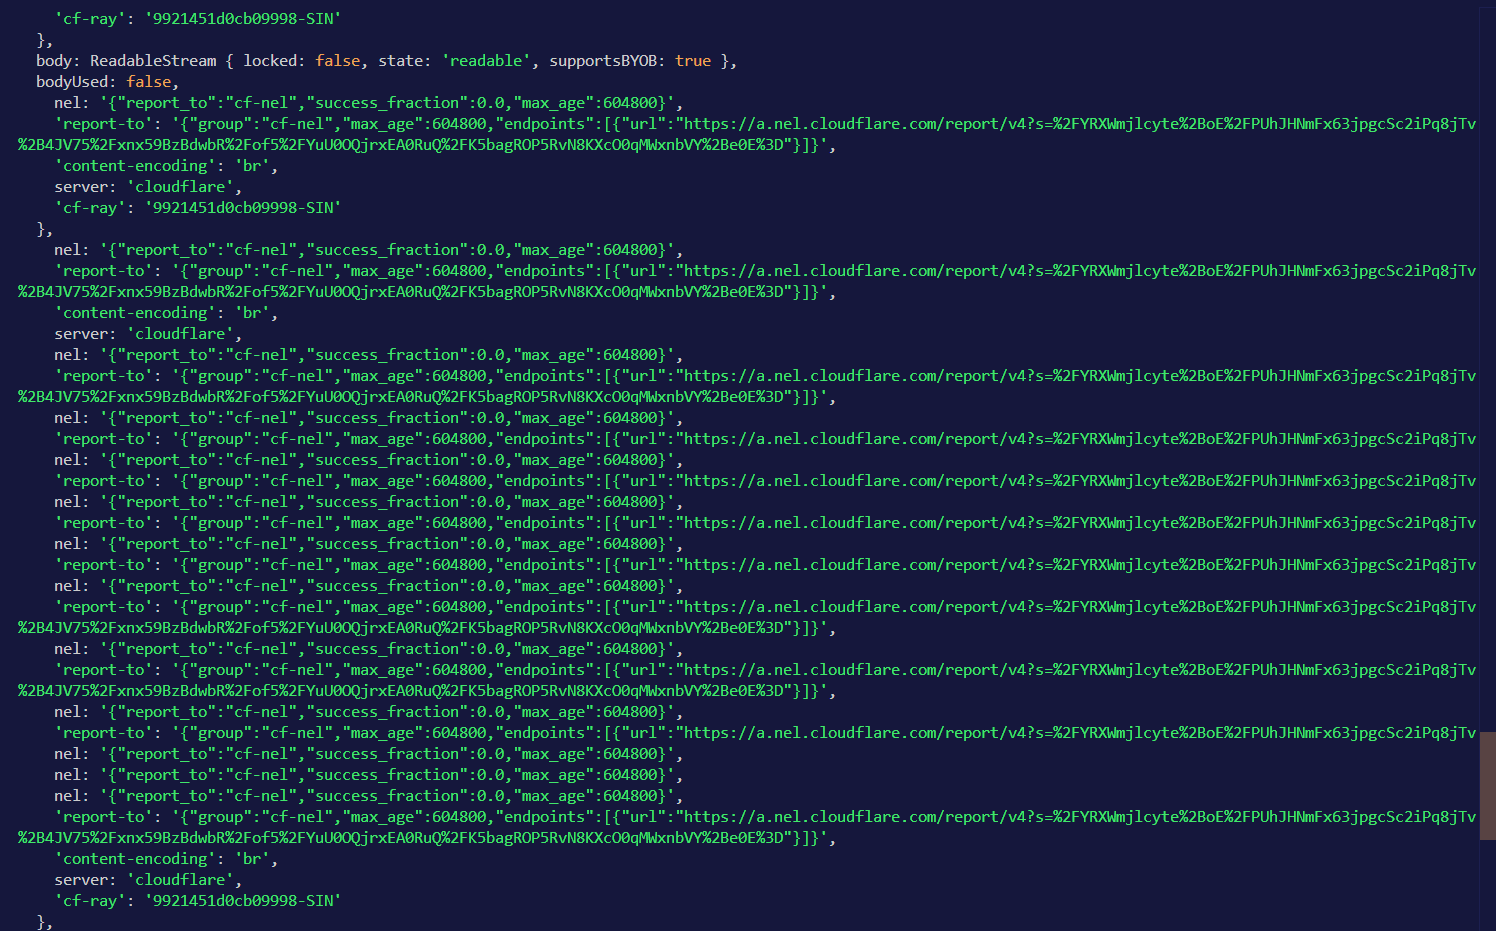 'cf-ray': '9921451d0cb09998-SIN'
},
body: ReadableStream { locked: false, state: 'readable', supportsBYOB: true },
bodyUsed: false,
nel: '{"report_to":"cf-nel","success_fraction":0.0,"max_age":604800}',
'report-to': '{"group":"cf-nel","max_age":604800,"endpoints":[{"url":"https://a.nel.cloudflare.com/report/v4?s=%2FYRXWmjlcyte%2BoE%2FPUhJHNmFx63jpgcSc2iPq8jTv
%2B4JV75%2Fxnx59BzBdwbR%2Fof5%2FYuU0OQjrxEA0RuQ%2FK5bagROP5RvN8KXcO0qMWxnbVY%2Be0E%3D"}]}',
'content-encoding': 'br',
server: 'cloudflare',
'cf-ray': '9921451d0cb09998-SIN'
},
nel: '{"report_to":"cf-nel","success_fraction":0.0,"max_age":604800}',
'report-to': '{"group":"cf-nel","max_age":604800,"endpoints":[{"url":"https://a.nel.cloudflare.com/report/v4?s=%2FYRXWmjlcyte%2BoE%2FPUhJHNmFx63jpgcSc2iPq8jTv
%2B4JV75%2Fxnx59BzBdwbR%2Fof5%2FYuU0OQjrxEA0RuQ%2FK5bagROP5RvN8KXcO0qMWxnbVY%2Be0E%3D"}]}',
'content-encoding': 'br',
server: 'cloudflare',
nel: '{"report_to":"cf-nel","success_fraction":0.0,"max_age":604800}',
'report-to': '{"group":"cf-nel","max_age":604800,"endpoints":[{"url":"https://a.nel.cloudflare.com/report/v4?s=%2FYRXWmjlcyte%2BoE%2FPUhJHNmFx63jpgcSc2iPq8jTv
%2B4JV75%2Fxnx59BzBdwbR%2Fof5%2FYuU0OQjrxEA0RuQ%2FK5bagROP5RvN8KXcO0qMWxnbVY%2Be0E%3D"}]}',
nel: '{"report_to":"cf-nel","success_fraction":0.0,"max_age":604800}',
'report-to': '{"group":"cf-nel","max_age":604800,"endpoints":[{"url":"https://a.nel.cloudflare.com/report/v4?s=%2FYRXWmjlcyte%2BoE%2FPUhJHNmFx63jpgcSc2iPq8jTv
nel: '{"report_to":"cf-nel","success_fraction":0.0,"max_age":604800}',
'report-to': '{"group":"cf-nel","max_age":604800,"endpoints":[{"url":"https://a.nel.cloudflare.com/report/v4?s=%2FYRXWmjlcyte%2BoE%2FPUhJHNmFx63jpgcSc2iPq8jTv
nel: '{"report_to":"cf-nel","success_fraction":0.0,"max_age":604800}',
'report-to': '{"group":"cf-nel","max_age":604800,"endpoints":[{"url":"https://a.nel.cloudflare.com/report/v4?s=%2FYRXWmjlcyte%2BoE%2FPUhJHNmFx63jpgcSc2iPq8jTv
nel: '{"report_to":"cf-nel","success_fraction":0.0,"max_age":604800}',
'report-to': '{"group":"cf-nel","max_age":604800,"endpoints":[{"url":"https://a.nel.cloudflare.com/report/v4?s=%2FYRXWmjlcyte%2BoE%2FPUhJHNmFx63jpgcSc2iPq8jTv
nel: '{"report_to":"cf-nel","success_fraction":0.0,"max_age":604800}',
'report-to': '{"group":"cf-nel","max_age":604800,"endpoints":[{"url":"https://a.nel.cloudflare.com/report/v4?s=%2FYRXWmjlcyte%2BoE%2FPUhJHNmFx63jpgcSc2iPq8jTv
%2B4JV75%2Fxnx59BzBdwbR%2Fof5%2FYuU0OQjrxEA0RuQ%2FK5bagROP5RvN8KXcO0qMWxnbVY%2Be0E%3D"}]}',
nel: '{"report_to":"cf-nel","success_fraction":0.0,"max_age":604800}',
'report-to': '{"group":"cf-nel","max_age":604800,"endpoints":[{"url":"https://a.nel.cloudflare.com/report/v4?s=%2FYRXWmjlcyte%2BoE%2FPUhJHNmFx63jpgcSc2iPq8jTv
%2B4JV75%2Fxnx59BzBdwbR%2Fof5%2FYuU0OQjrxEA0RuQ%2FK5bagROP5RvN8KXcO0qMWxnbVY%2Be0E%3D"}]}',
nel: '{"report_to":"cf-nel","success_fraction":0.0,"max_age":604800}',
'report-to': '{"group":"cf-nel","max_age":604800,"endpoints":[{"url":"https://a.nel.cloudflare.com/report/v4?s=%2FYRXWmjlcyte%2BoE%2FPUhJHNmFx63jpgcSc2iPq8jTv
nel: '{"report_to":"cf-nel","success_fraction":0.0,"max_age":604800}',
nel: '{"report_to":"cf-nel","success_fraction":0.0,"max_age":604800}',
nel: '{"report_to":"cf-nel","success_fraction":0.0,"max_age":604800}',
'report-to': '{"group":"cf-nel","max_age":604800,"endpoints":[{"url":"https://a.nel.cloudflare.com/report/v4?s=%2FYRXWmjlcyte%2BoE%2FPUhJHNmFx63jpgcSc2iPq8jTv
%2B4JV75%2Fxnx59BzBdwbR%2Fof5%2FYuU0OQjrxEA0RuQ%2FK5bagROP5RvN8KXcO0qMWxnbVY%2Be0E%3D"}]}',
'content-encoding': 'br',
server: 'cloudflare',
'cf-ray': '9921451d0cb09998-SIN'
},